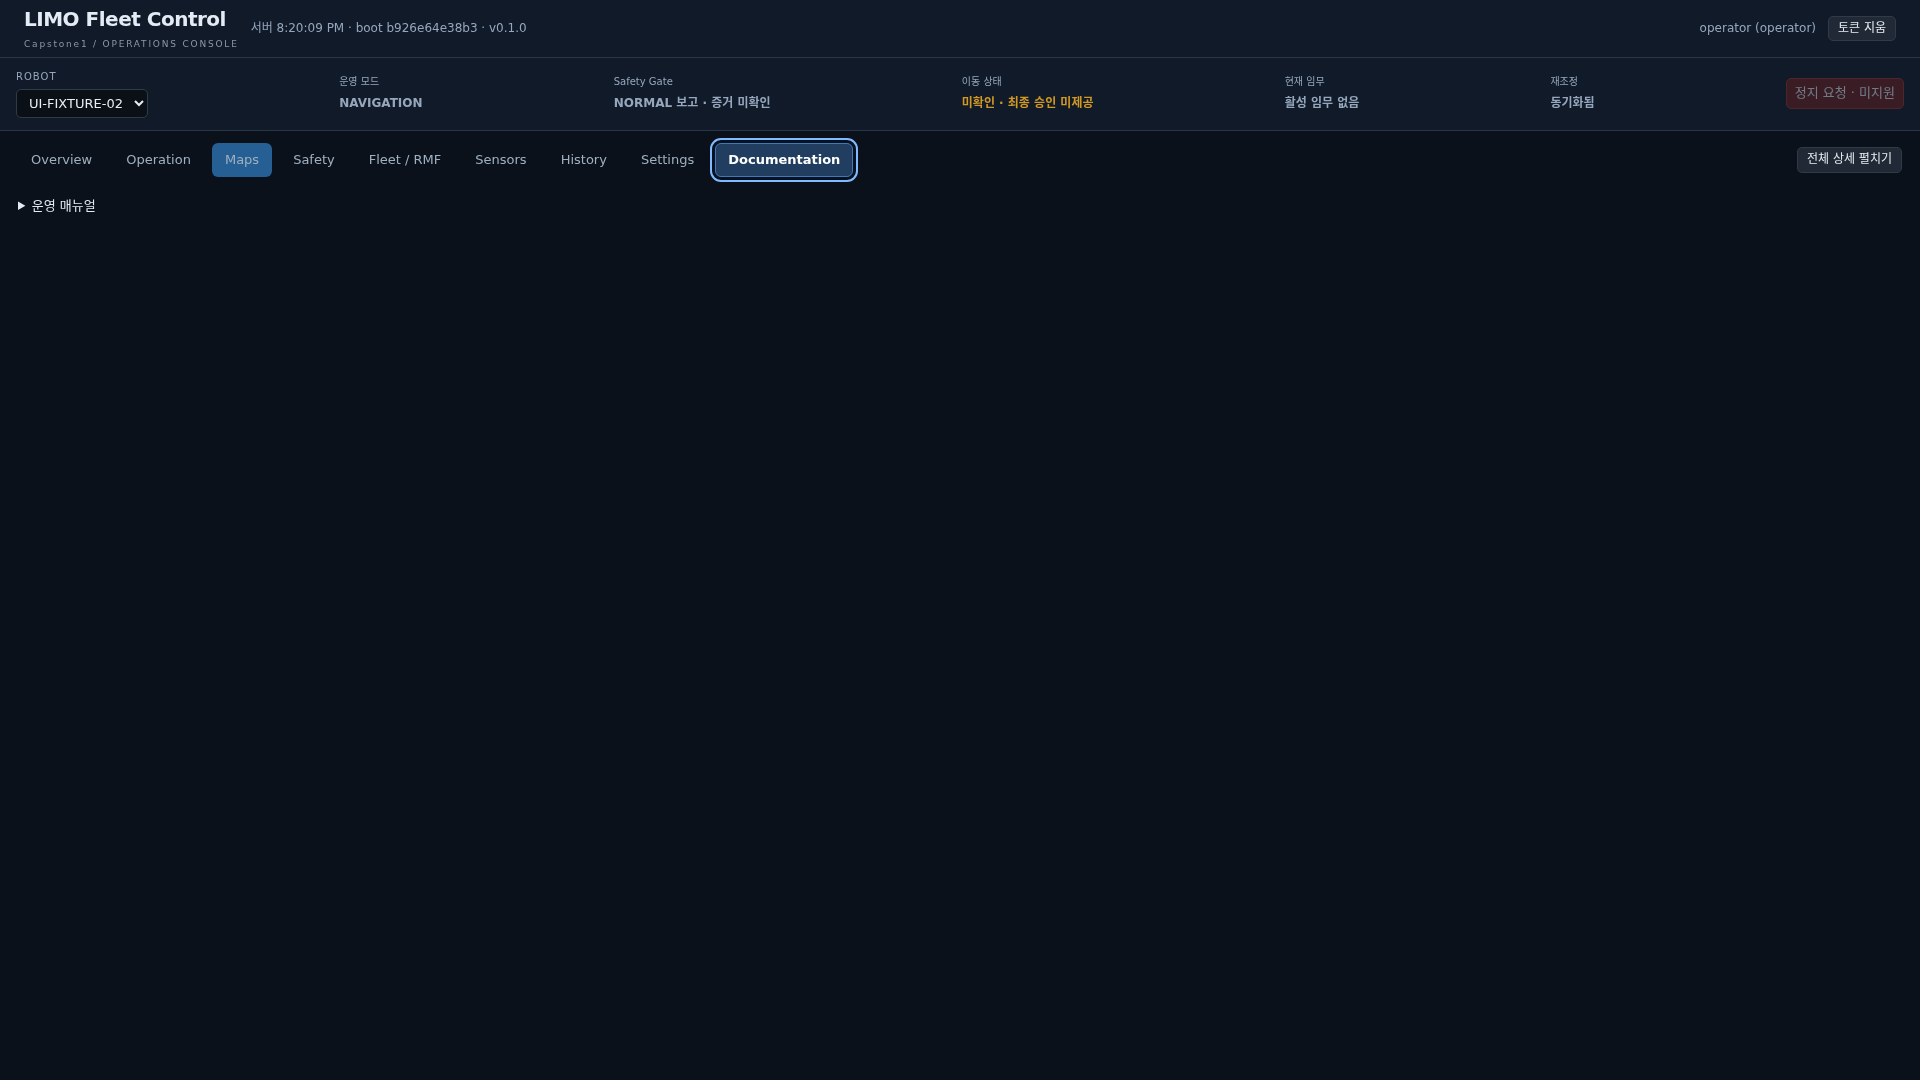 LIMO Fleet Control
Capstone1 / OPERATIONS CONSOLE
서버 8:20:09 PM · boot b926e64e38b3 · v0.1.0
operator (operator)
토큰 지움
ROBOT
UI-FIXTURE-02
운영 모드
NAVIGATION
Safety Gate
NORMAL 보고 · 증거 미확인
이동 상태
미확인 · 최종 승인 미제공
현재 임무
활성 임무 없음
재조정
동기화됨
정지 요청 · 미지원
Overview
Operation
Maps
Safety
Fleet / RMF
Sensors
History
Settings
Documentation
전체 상세 펼치기
▶ 운영 매뉴얼